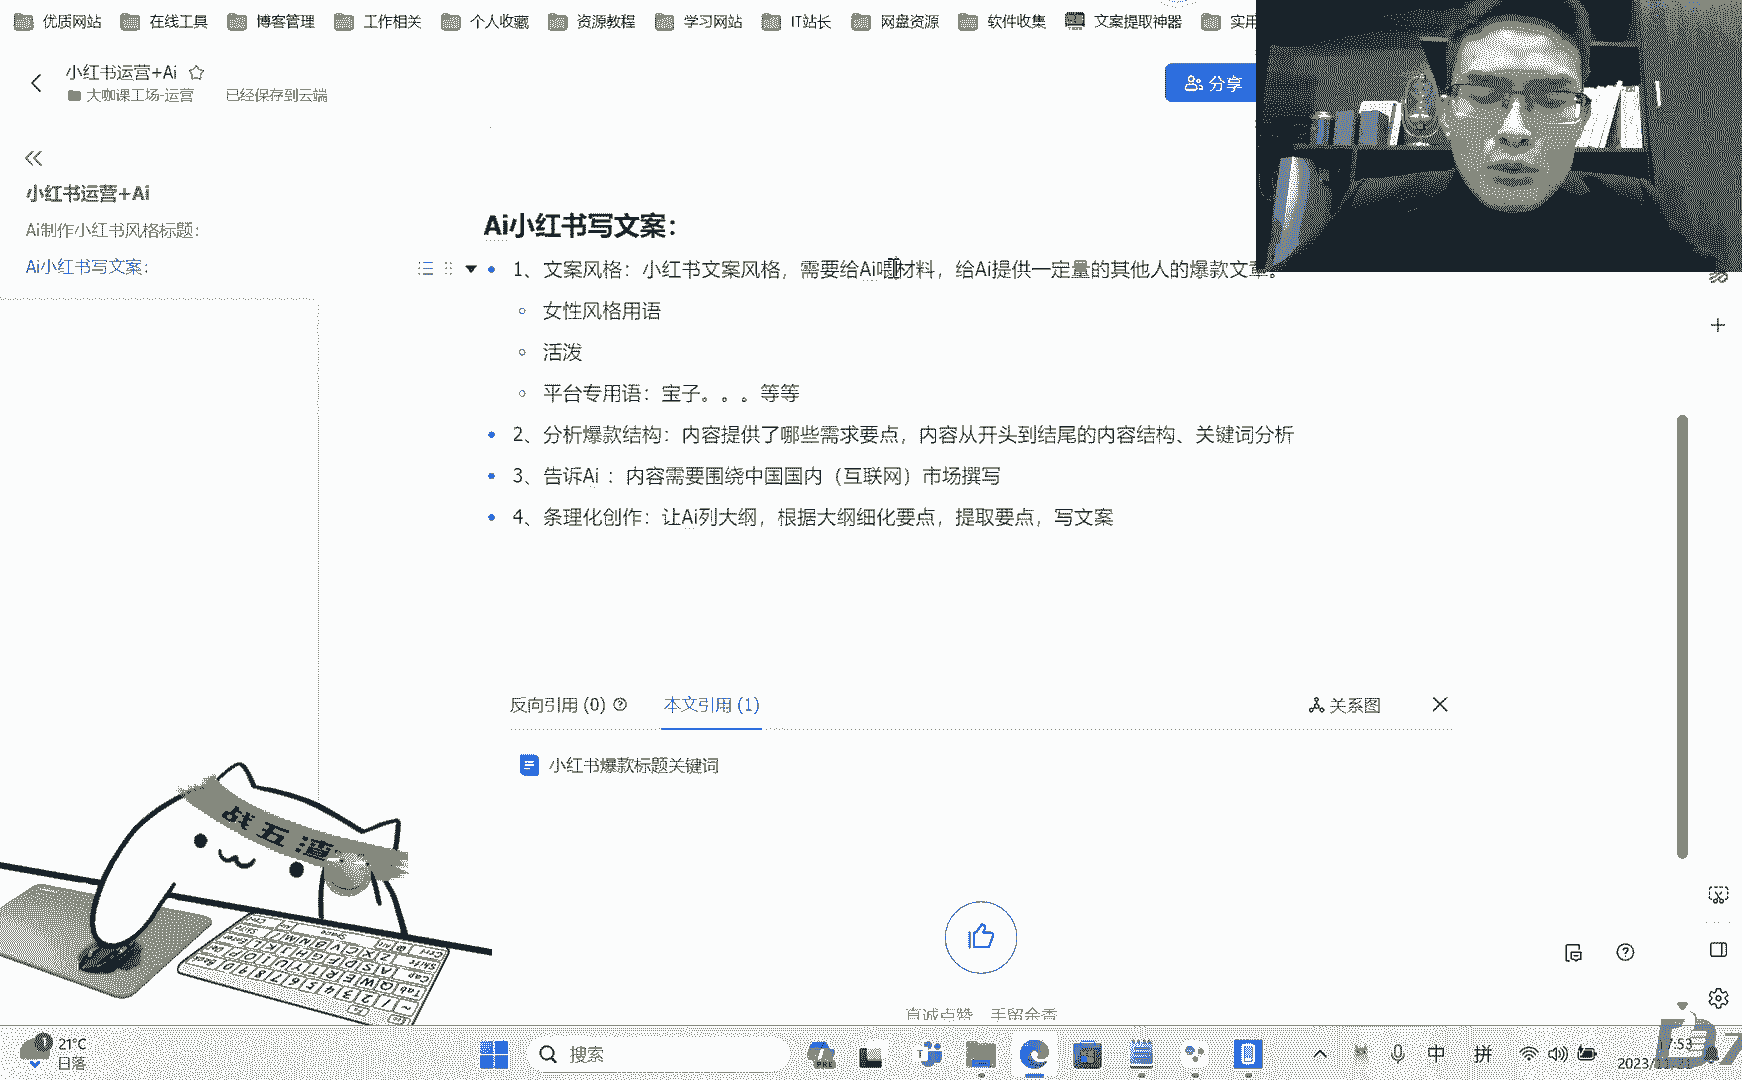 优质网站 在线工具 博客管理 工作相关 个人收藏 资源教程 学习网站 IT站长 网盘资源 软件收集 文案提取神器 实用
小红书运营+Ai
大咖课工场-运营 已经保存到云端
分享
小红书运营+Ai
Ai制作小红书风格标题：
Ai小红书写文案：
Ai小红书写文案：
1、文案风格：小红书文案风格，需要给Ai喂材料，给Ai提供一定量的其他人的爆款文章。
女性风格用语
活泼
平台专用语：宝子。。。等等
2、分析爆款结构：内容提供了哪些需求要点，内容从开头到结尾的内容结构、关键词分析
3、告诉Ai ：内容需要围绕中国国内（互联网）市场撰写
4、条理化创作：让Ai列大纲，根据大纲细化要点，提取要点，写文案
反向引用 (0) 本文引用 (1) 关系图
小红书爆款标题关键词
战五渣
真诚点赞 手留余香
21°C
日落
搜索
中 拼